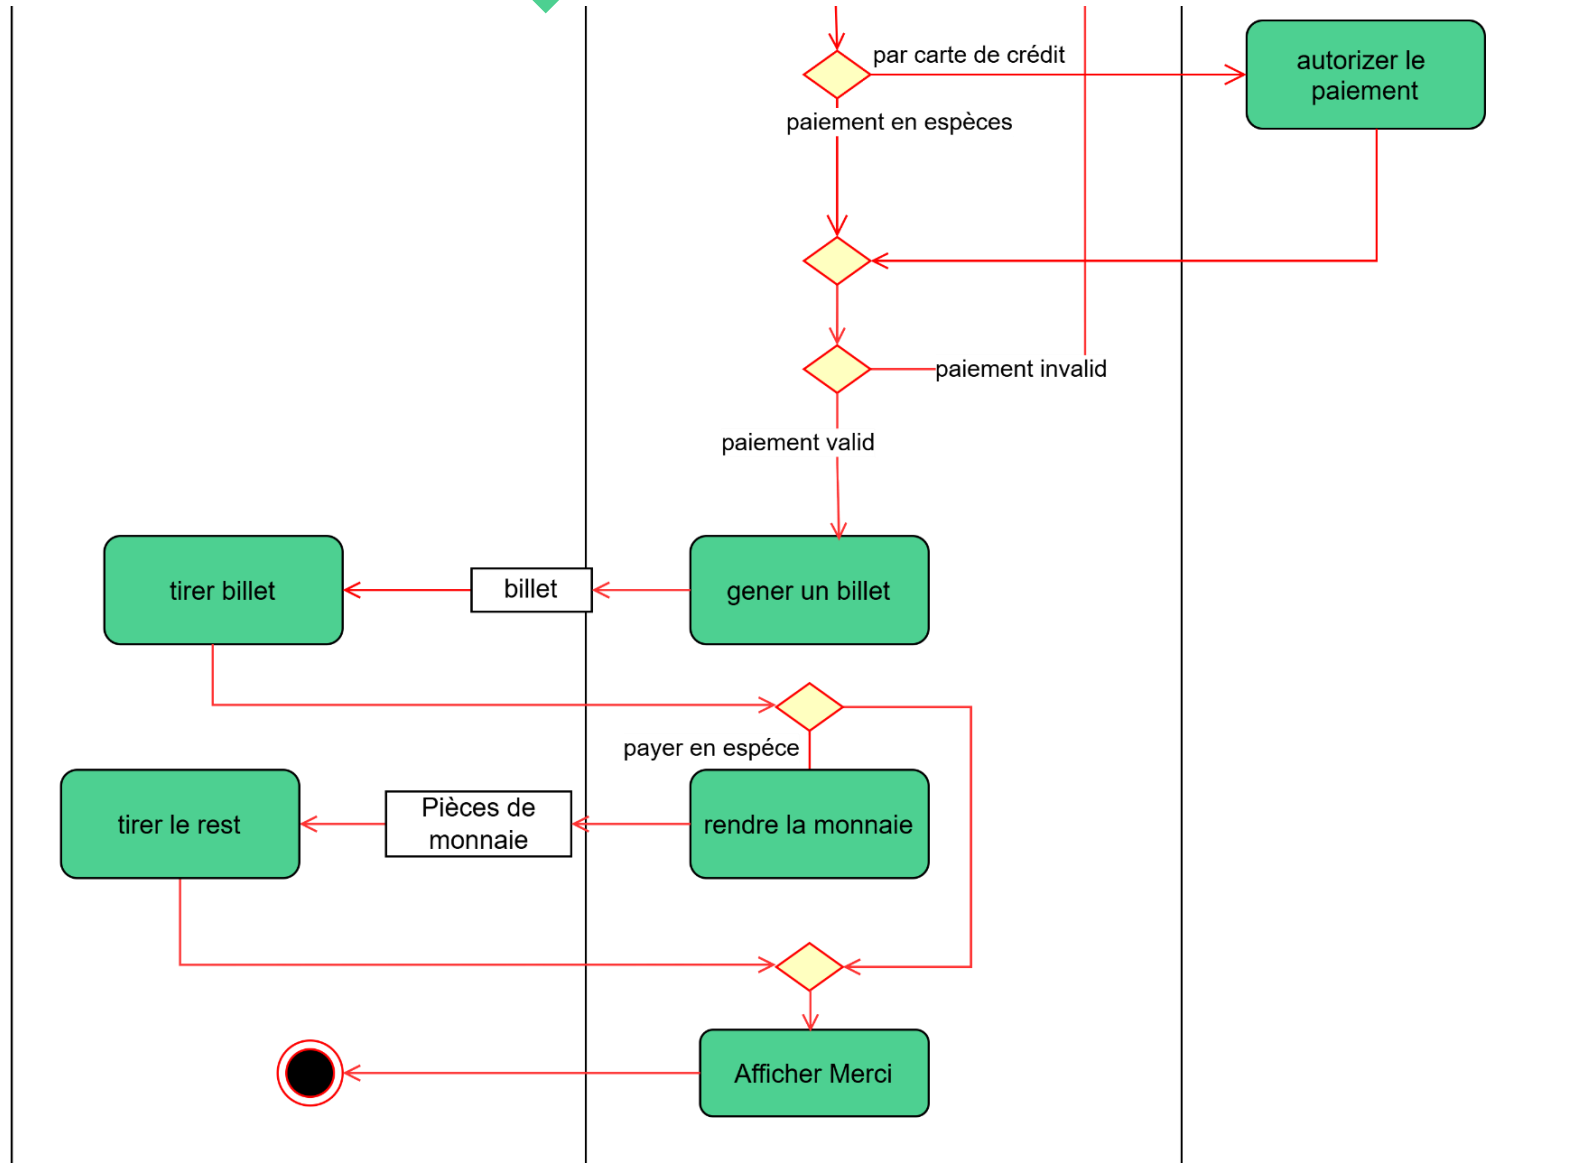 par carte de crédit
autorizer le
paiement
paiement en espèces
paiement invalid
paiement valid
tirer billet
billet
gener un billet
payer en espéce
tirer le rest
Pièces de
monnaie
rendre la monnaie
Afficher Merci